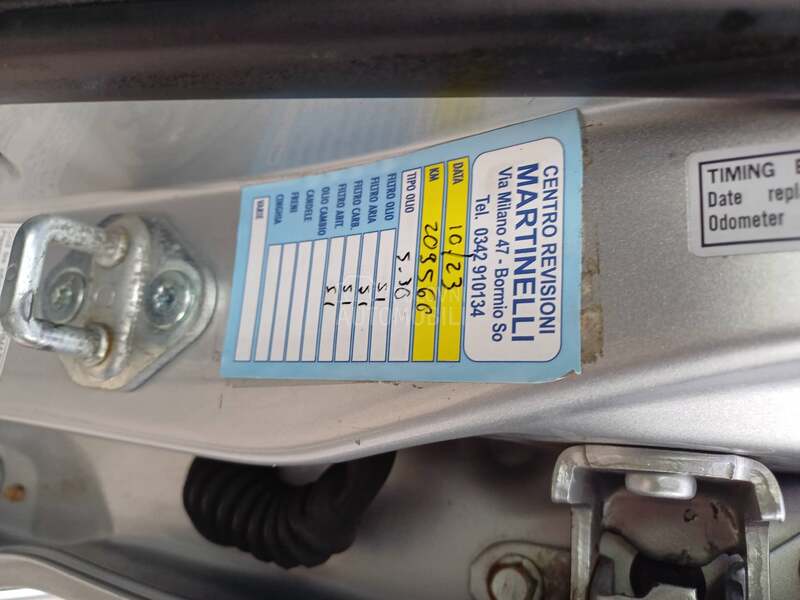 CENTRO REVISIONI
MARTINELLI
Via Milano 47 - Bormio So
Tel. 0342 910134
DATA 10/23
KM 209560
TIPO OLIO 5-30
FILTRO OLIO SI
FILTRO ARIA SI
FILTRO CARB. SI
FILTRO ABIT. SI
OLIO CAMBIO
CANDELE
FRENI
CINGHIA
VARIE
TIMING
Date
Odometer